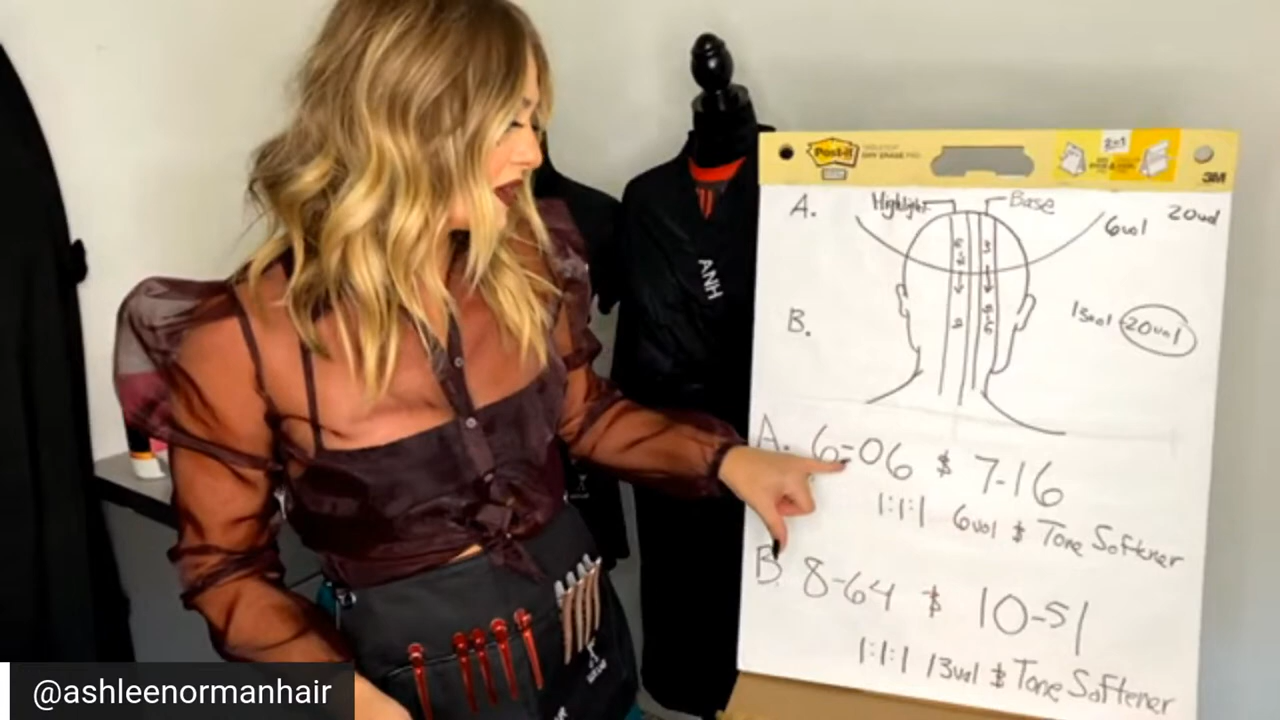 Post-it
3M
A. Highlight Base 20vol
6vol
ANH
B. 13vol 20vol
A. 6-06 $ 7-16
1:1:1 6vol $ Tone Softener
B 8-64 $ 10-51
1:1:1 13vol $ Tone Softener
@ashleenormanhair